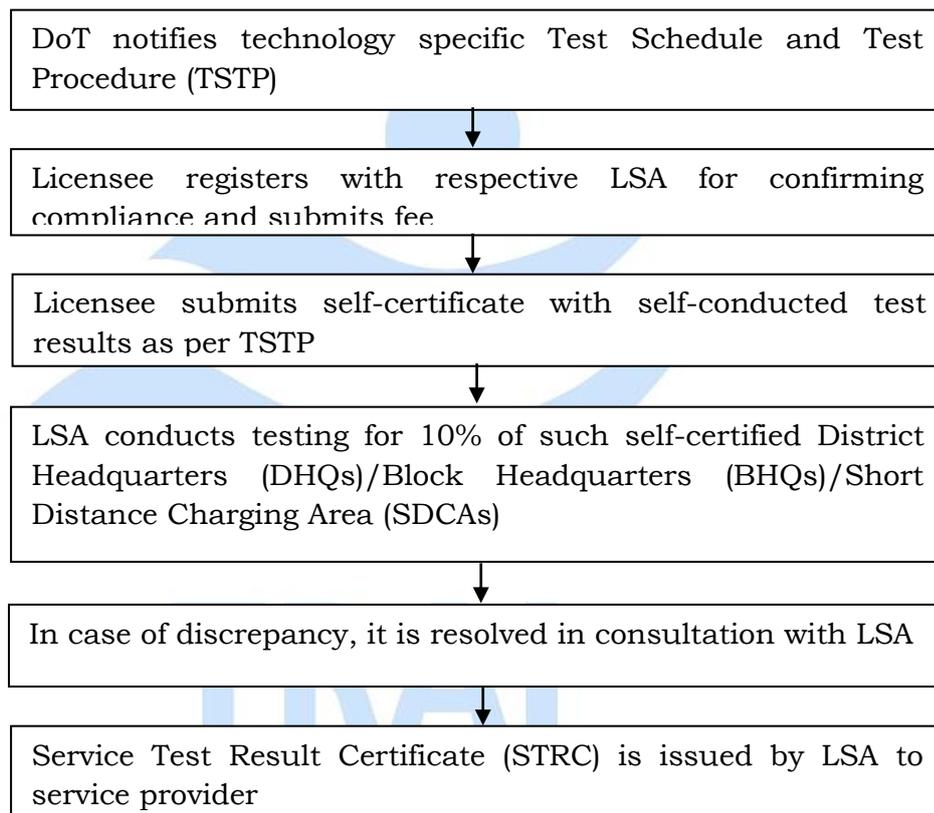 DoT notifies technology specific Test Schedule and Test
Procedure (TSTP)
Licensee registers with respective LSA for confirming
compliance and submits fee
Licensee submits self-certificate with self-conducted test
results as per TSTP
LSA conducts testing for 10% of such self-certified District
Headquarters (DHQs)/Block Headquarters (BHQs)/Short
Distance Charging Area (SDCAs)
In case of discrepancy, it is resolved in consultation with LSA
Service Test Result Certificate (STRC) is issued by LSA to
service provider